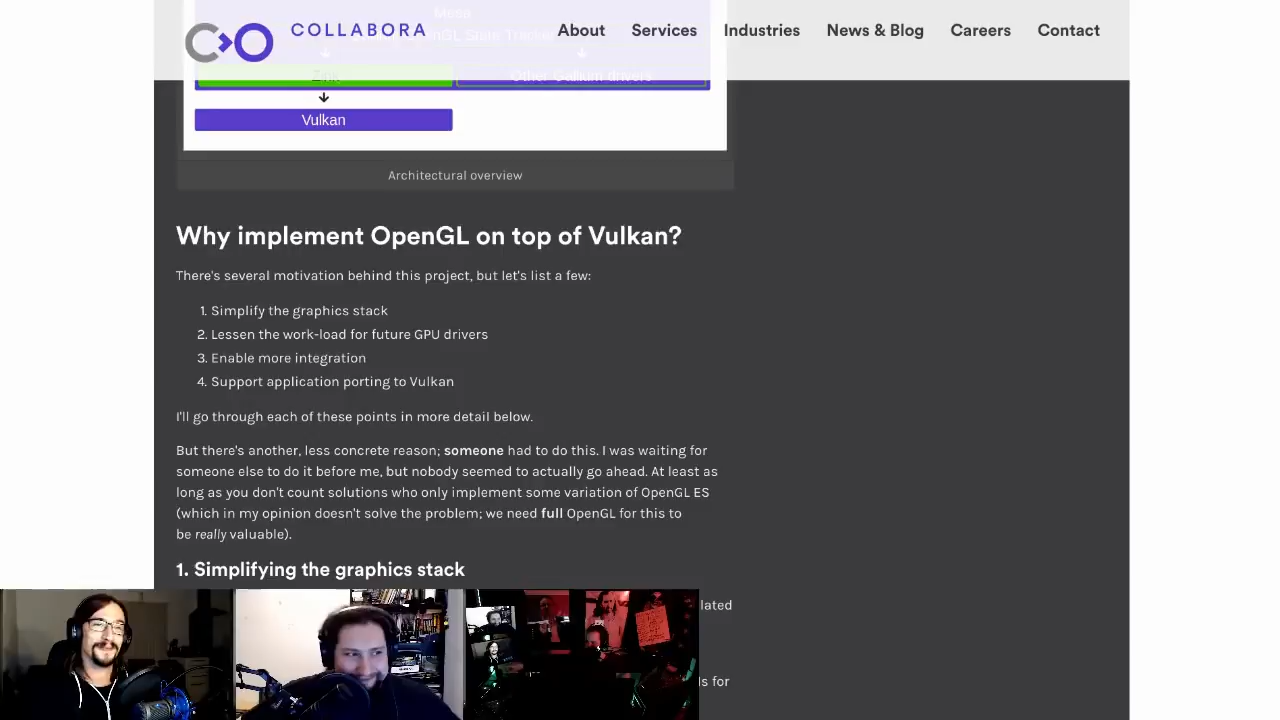 COLLABORA
About
Services
Industries
News & Blog
Careers
Contact
Mesa
Zink
Other Gallium drivers
Vulkan
Architectural overview
Why implement OpenGL on top of Vulkan?
There's several motivation behind this project, but let's list a few:
1. Simplify the graphics stack
2. Lessen the work-load for future GPU drivers
3. Enable more integration
4. Support application porting to Vulkan
I'll go through each of these points in more detail below.
But there's another, less concrete reason; someone had to do this. I was waiting for
someone else to do it before me, but nobody seemed to actually go ahead. At least as
long as you don't count solutions who only implement some variation of OpenGL ES
(which in my opinion doesn't solve the problem; we need full OpenGL for this to
be really valuable).
1. Simplifying the graphics stack
lated
s for